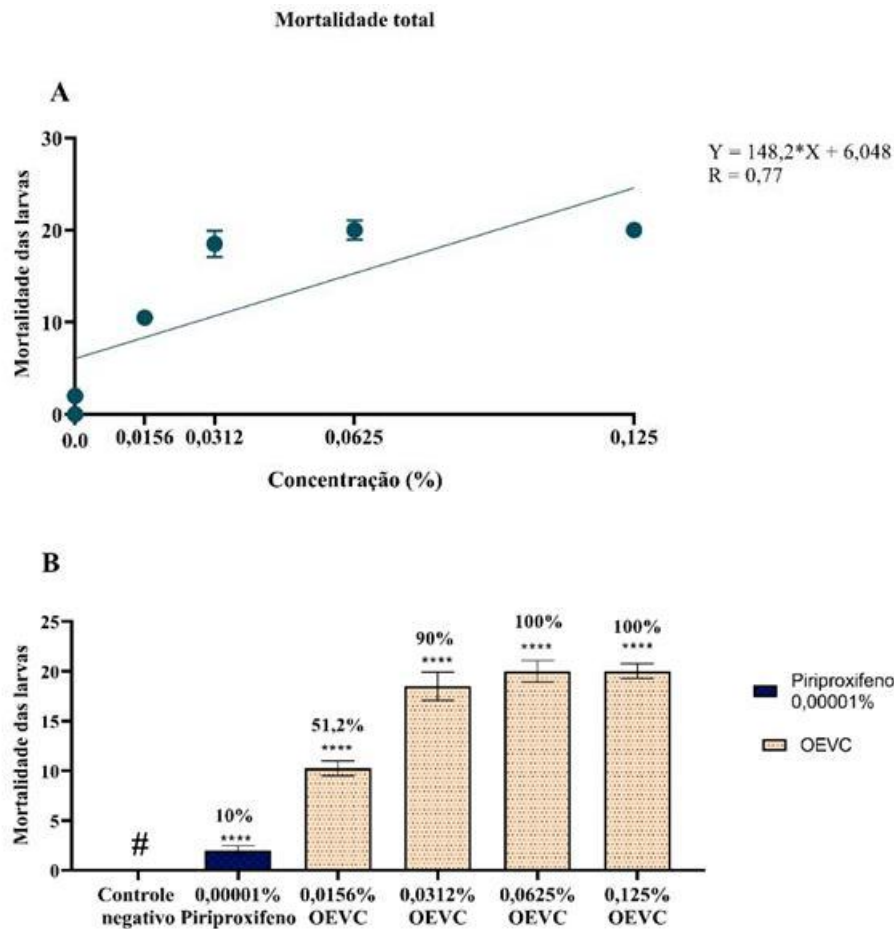 Mortalidade total
A
Mortalidade das larvas
30
20
10
0
0.0
0,0156
0,0312
0,0625
0,125
Concentração (%)
Y = 148,2*X + 6,048
R = 0,77
B
Mortalidade das larvas
25
20
15
10
5
0
#
10%
****
51,2%
****
90%
****
100%
****
100%
****
Controle
negativo
0,00001%
Piriproxifeno
0,0156%
OEVC
0,0312%
OEVC
0,0625%
OEVC
0,125%
OEVC
Piriproxifeno
0,00001%
OEVC